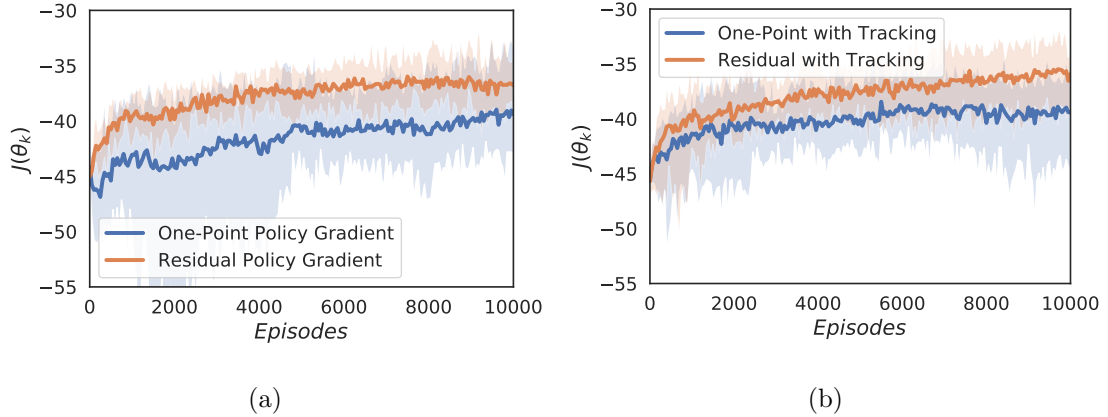 −30
−35
−40
−45
−50
−55
J(θk)
One-Point Policy Gradient
Residual Policy Gradient
0 2000 4000 6000 8000 10000
Episodes
(a)
−30
−35
−40
−45
−50
−55
J(θk)
One-Point with Tracking
Residual with Tracking
0 2000 4000 6000 8000 10000
Episodes
(b)